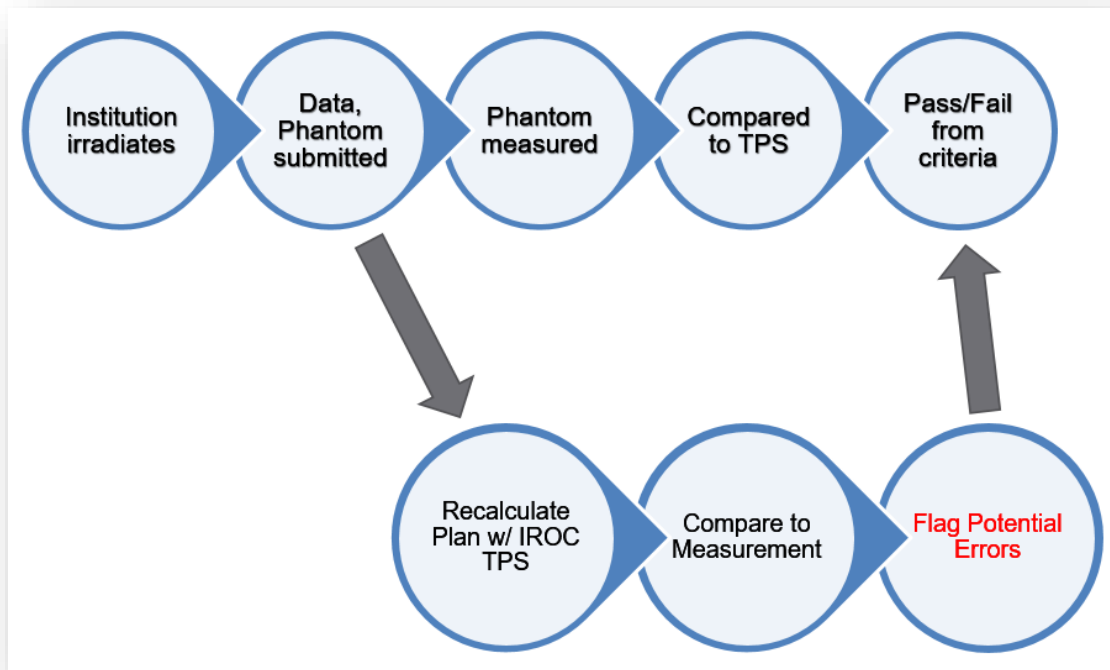 Institution
irradiates
Data,
Phantom
submitted
Phantom
measured
Compared
to TPS
Pass/Fail
from
criteria
Recalculate
Plan w/ IROC
TPS
Compare to
Measurement
Flag Potential
Errors